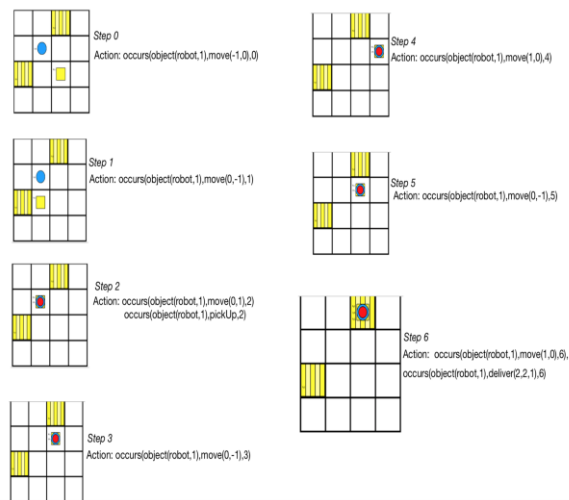 Step 0
Action: occurs(object(robot,1),move(-1,0),0)
Step 1
Action: occurs(object(robot,1),move(0,-1),1)
Step 2
Action: occurs(object(robot,1),move(0,1),2)
occurs(object(robot,1),pickUp,2)
Step 3
Action: occurs(object(robot,1),move(0,-1),3)
Step 4
Action: occurs(object(robot,1),move(1,0),4)
Step 5
Action: occurs(object(robot,1),move(0,-1),5)
Step 6
Action: occurs(object(robot,1),move(1,0),6),
occurs(object(robot,1),deliver(2,2,1),6)